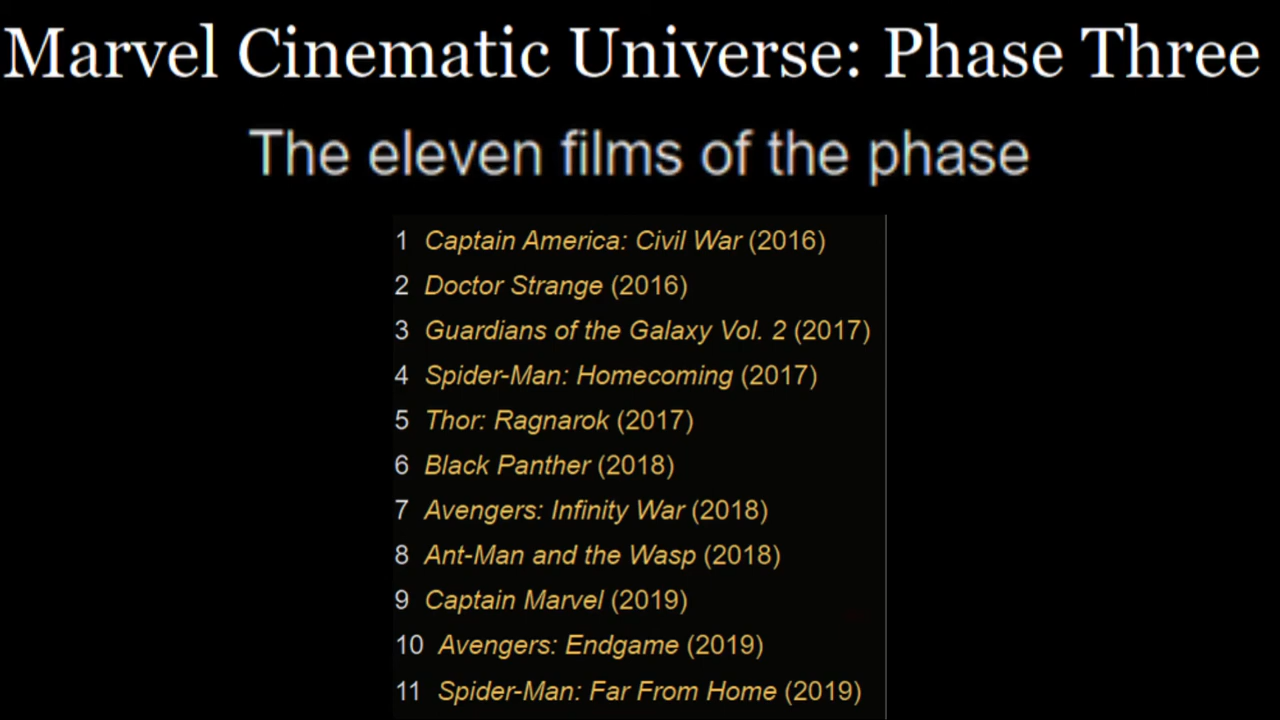 Marvel Cinematic Universe: Phase Three
The eleven films of the phase
1 Captain America: Civil War (2016)
2 Doctor Strange (2016)
3 Guardians of the Galaxy Vol. 2 (2017)
4 Spider-Man: Homecoming (2017)
5 Thor: Ragnarok (2017)
6 Black Panther (2018)
7 Avengers: Infinity War (2018)
8 Ant-Man and the Wasp (2018)
9 Captain Marvel (2019)
10 Avengers: Endgame (2019)
11 Spider-Man: Far From Home (2019)